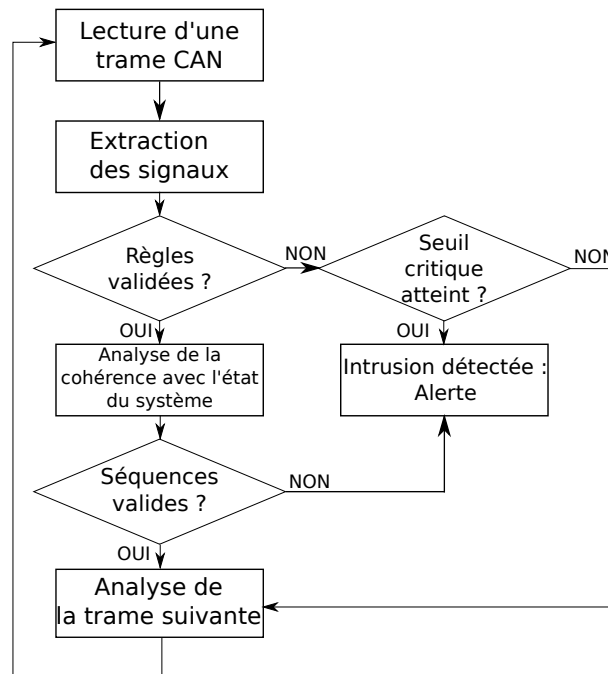 Lecture d'une
trame CAN
Extraction
des signaux
Règles
validées ?
NON
Seuil
critique
atteint ?
NON
OUI
OUI
Analyse de la
cohérence avec l'état
du système
Intrusion détectée :
Alerte
Séquences
valides ?
NON
OUI
Analyse de
la trame suivante